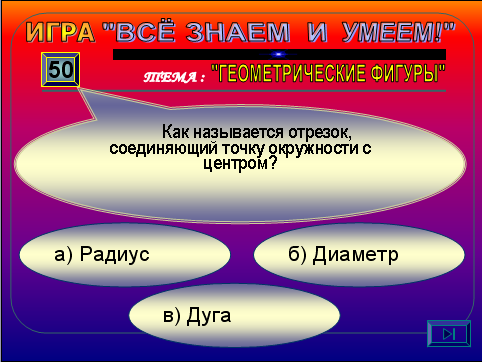 ИГРА "ВСЁ ЗНАЕМ И УМЕЕМ!"
50
ТЕМА : "ГЕОМЕТРИЧЕСКИЕ ФИГУРЫ"
Как называется отрезок,
соединяющий точку окружности с
центром?
а) Радиус
б) Диаметр
в) Дуга